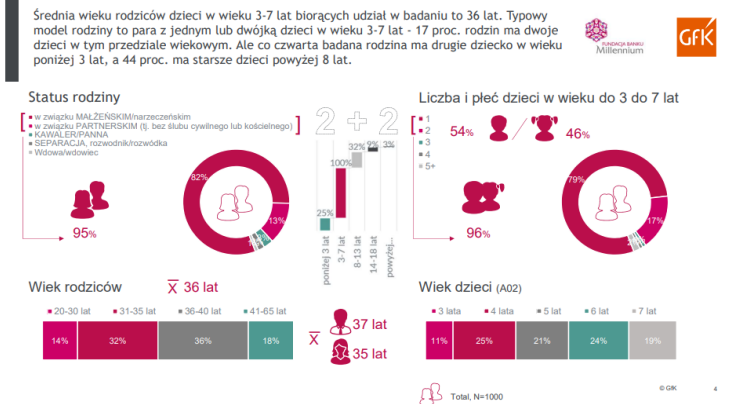 Średnia wieku rodziców dzieci w wieku 3-7 lat biorących udział w badaniu to 36 lat. Typowy
model rodziny to para z jednym lub dwójką dzieci w wieku 3-7 lat - 17 proc. rodzin ma dwoje
dzieci w tym przedziale wiekowym. Ale co czwarta badana rodzina ma drugie dziecko w wieku
poniżej 3 lat, a 44 proc. ma starsze dzieci powyżej 8 lat.
FUNDACJA BANKU
Millennium
GFK
Status rodziny
w związku MAŁŻEŃSKIM/narzeczeńskim
w związku PARTNERSKIM (tj. bez ślubu cywilnego lub kościelnego)
KAWALER/PANNA
SEPARACJA, rozwodnik/rozwódka
Wdowa/wdowiec
82%
13%
95%
2 + 2
25%
100%
32%
9%
3%
poniżej 3 lat
3-7 lat
8-13 lat
14-18 lat
powyżej...
Liczba i płeć dzieci w wieku do 3 do 7 lat
1
2
3
4
5+
54%
46%
79%
17%
96%
Wiek rodziców
X 36 lat
20-30 lat
31-35 lat
36-40 lat
41-65 lat
14%
32%
36%
18%
X
37 lat
35 lat
Wiek dzieci (A02)
3 lata
4 lata
5 lat
6 lat
7 lat
11%
25%
21%
24%
19%
Total, N=1000
© GfK
4